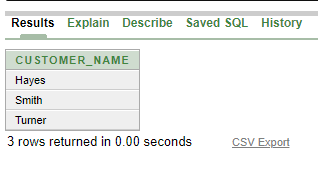 Results Explain Describe Saved SQL History
CUSTOMER_NAME
Hayes
Smith
Turner
3 rows returned in 0.00 seconds CSV Export